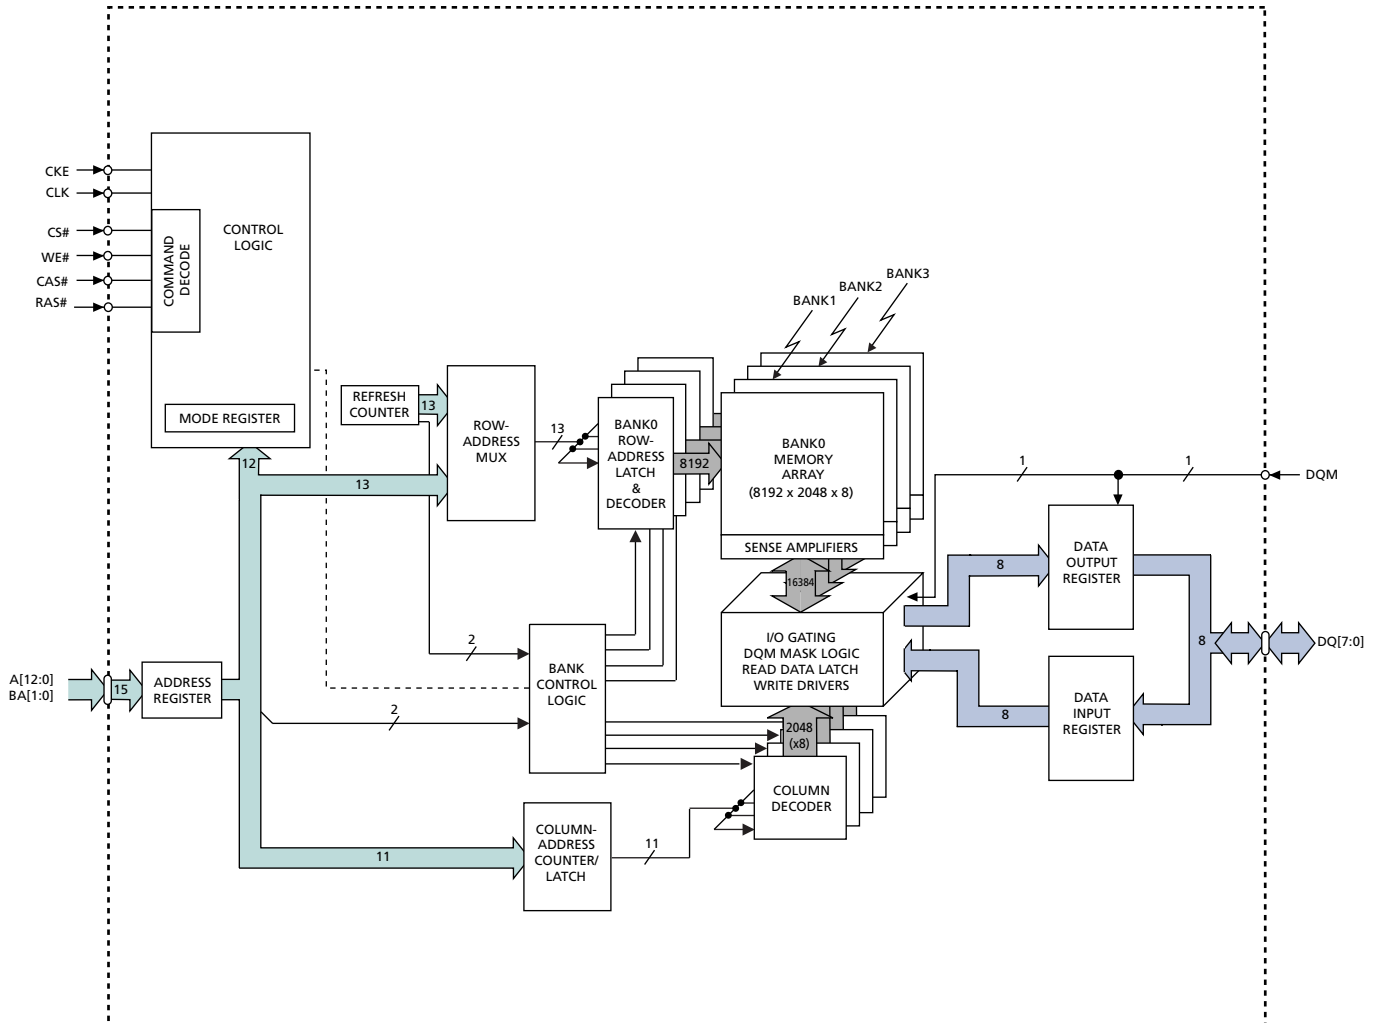 CKE
CLK
CS#
WE#
CAS#
RAS#
COMMAND
DECODE
CONTROL
LOGIC
MODE REGISTER
12
13
REFRESH
COUNTER
13
ROW-
ADDRESS
MUX
13
BANK0
ROW-
ADDRESS
LATCH
&
DECODER
8192
BANK1
BANK2
BANK3
BANK0
MEMORY
ARRAY
(8192 x 2048 x 8)
SENSE AMPLIFIERS
16384
I/O GATING
DQM MASK LOGIC
READ DATA LATCH
WRITE DRIVERS
2048
(x8)
COLUMN
DECODER
1
1
DQM
8
DATA
OUTPUT
REGISTER
8
DQ[7:0]
8
DATA
INPUT
REGISTER
A[12:0]
BA[1:0]
15
ADDRESS
REGISTER
2
2
BANK
CONTROL
LOGIC
11
COLUMN-
ADDRESS
COUNTER/
LATCH
11